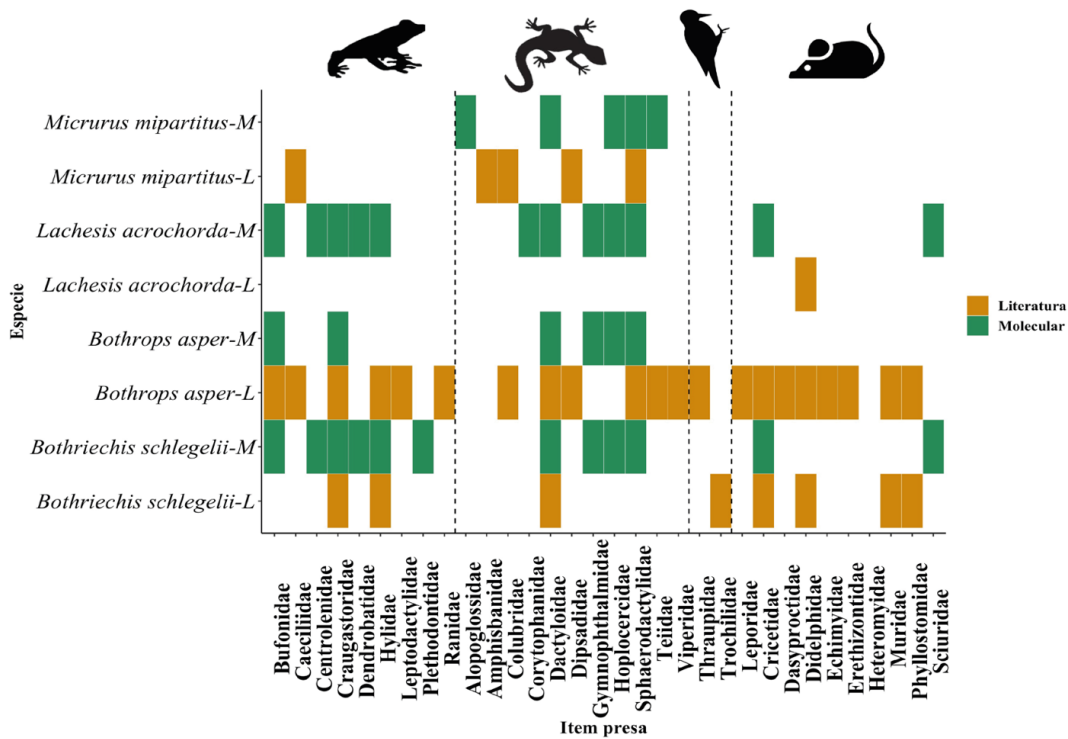 Micrurus mipartitus-M
Micrurus mipartitus-L
Lachesis acrochorda-M
Lachesis acrochorda-L
Bothrops asper-M
Bothrops asper-L
Bothriechis schlegelii-M
Bothriechis schlegelii-L
Especie
Literatura
Molecular
Bufonidae
Caeciliidae
Centrolenidae
Craugastoridae
Dendrobatidae
Hylidae
Leptodactylidae
Plethodontidae
Ranidae
Alopoglossidae
Amphisbanidae
Colubridae
Corytophanidae
Dactyloidae
Dipsadidae
Gymnophthalmidae
Hoplocercidae
Sphaerodactylidae
Teiidae
Viperidae
Thraupidae
Trochilidae
Leporidae
Cricetidae
Dasyproctidae
Didelphidae
Echimyidae
Erethizontidae
Heteromyidae
Muridae
Phyllostomidae
Sciuridae
Item presa